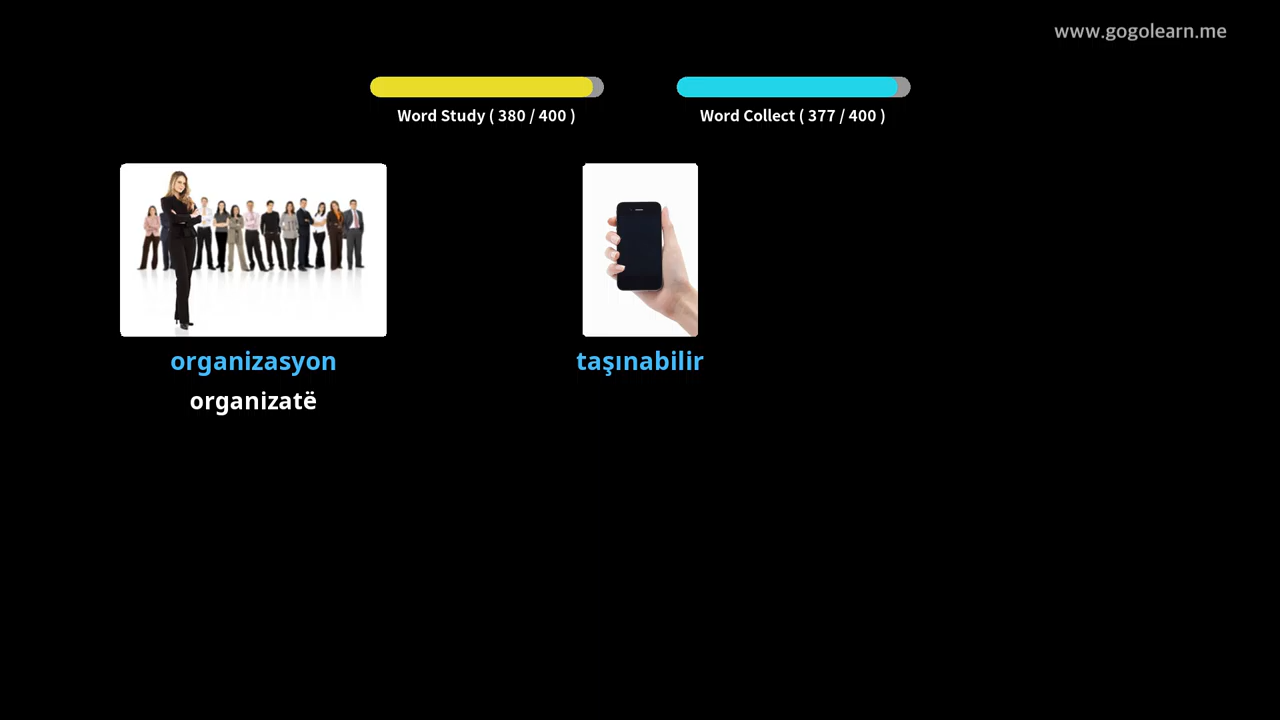 www.gogolearn.me
Word Study ( 380 / 400 )
Word Collect ( 377 / 400 )
organizasyon
taşınabilir
organizatë